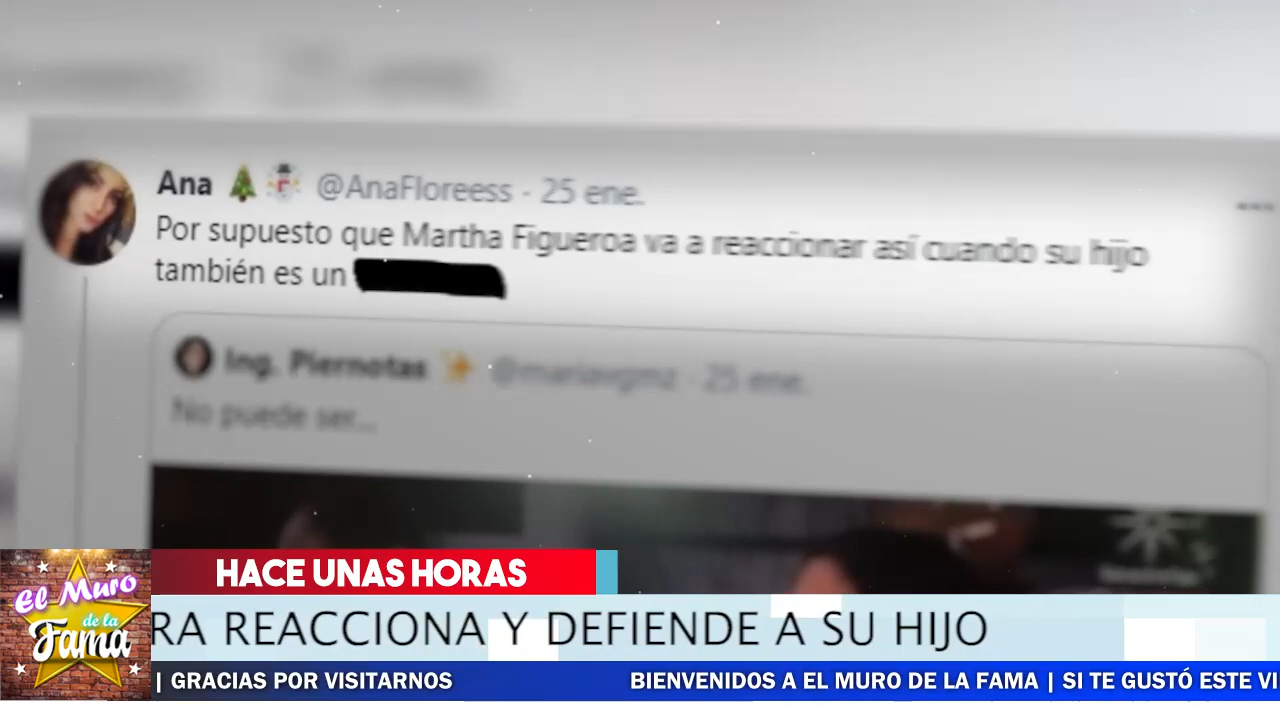 Ana 🎄 @AnaFloreess · 25 ene.
Por supuesto que Martha Figueroa va a reaccionar así cuando su hijo
también es un
Ing. Piernotas ✨ @mariavgmz · 25 ene.
No puede ser...
HACE UNAS HORAS
RA REACCIONA Y DEFIENDE A SU HIJO
El Muro
de la
Fama
| GRACIAS POR VISITARNOS BIENVENIDOS A EL MURO DE LA FAMA | SI TE GUSTÓ ESTE VI